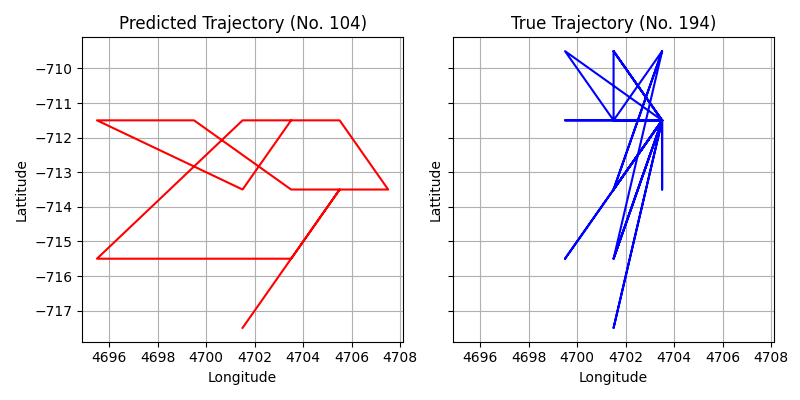 Predicted Trajectory (No. 104)
True Trajectory (No. 194)
Lattitude
−710
−711
−712
−713
−714
−715
−716
−717
4696 4698 4700 4702 4704 4706 4708
Longitude
Lattitude
4696 4698 4700 4702 4704 4706 4708
Longitude